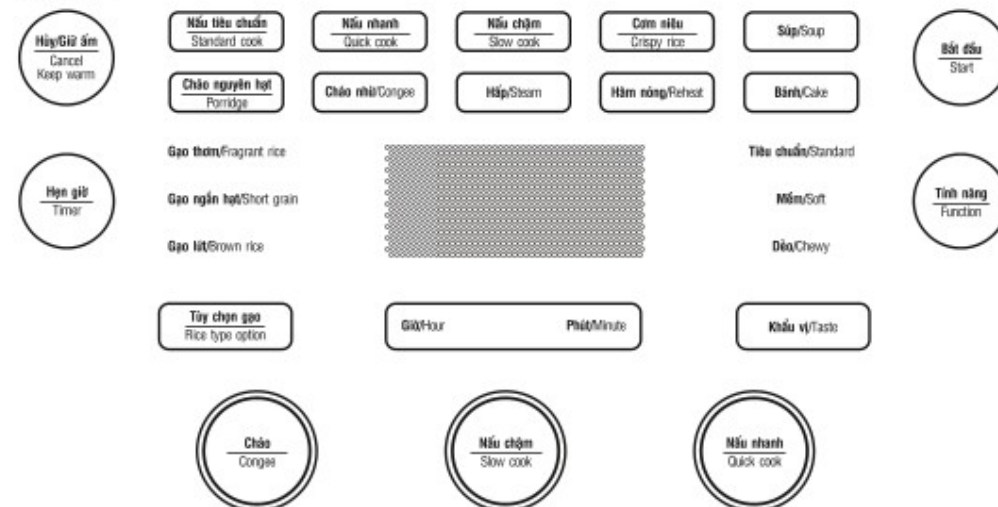 Hủy/Giữ ấm
Cancel
Keep warm
Nấu tiêu chuẩn
Standard cook
Nấu nhanh
Quick cook
Nấu chậm
Slow cook
Cơm niêu
Crispy rice
Súp/Soup
Bắt đầu
Start
Cháo nguyên hạt
Porridge
Cháo nhừ/Congee
Hấp/Steam
Hâm nóng/Reheat
Bánh/Cake
Hẹn giờ
Timer
Gạo thơm/Fragrant rice
Gạo ngắn hạt/Short grain
Gạo lứt/Brown rice
Tiêu chuẩn/Standard
Mềm/Soft
Dẻo/Chewy
Tính năng
Function
Tùy chọn gạo
Rice type option
Giờ/Hour
Phút/Minute
Khẩu vị/Taste
Cháo
Congee
Nấu chậm
Slow cook
Nấu nhanh
Quick cook